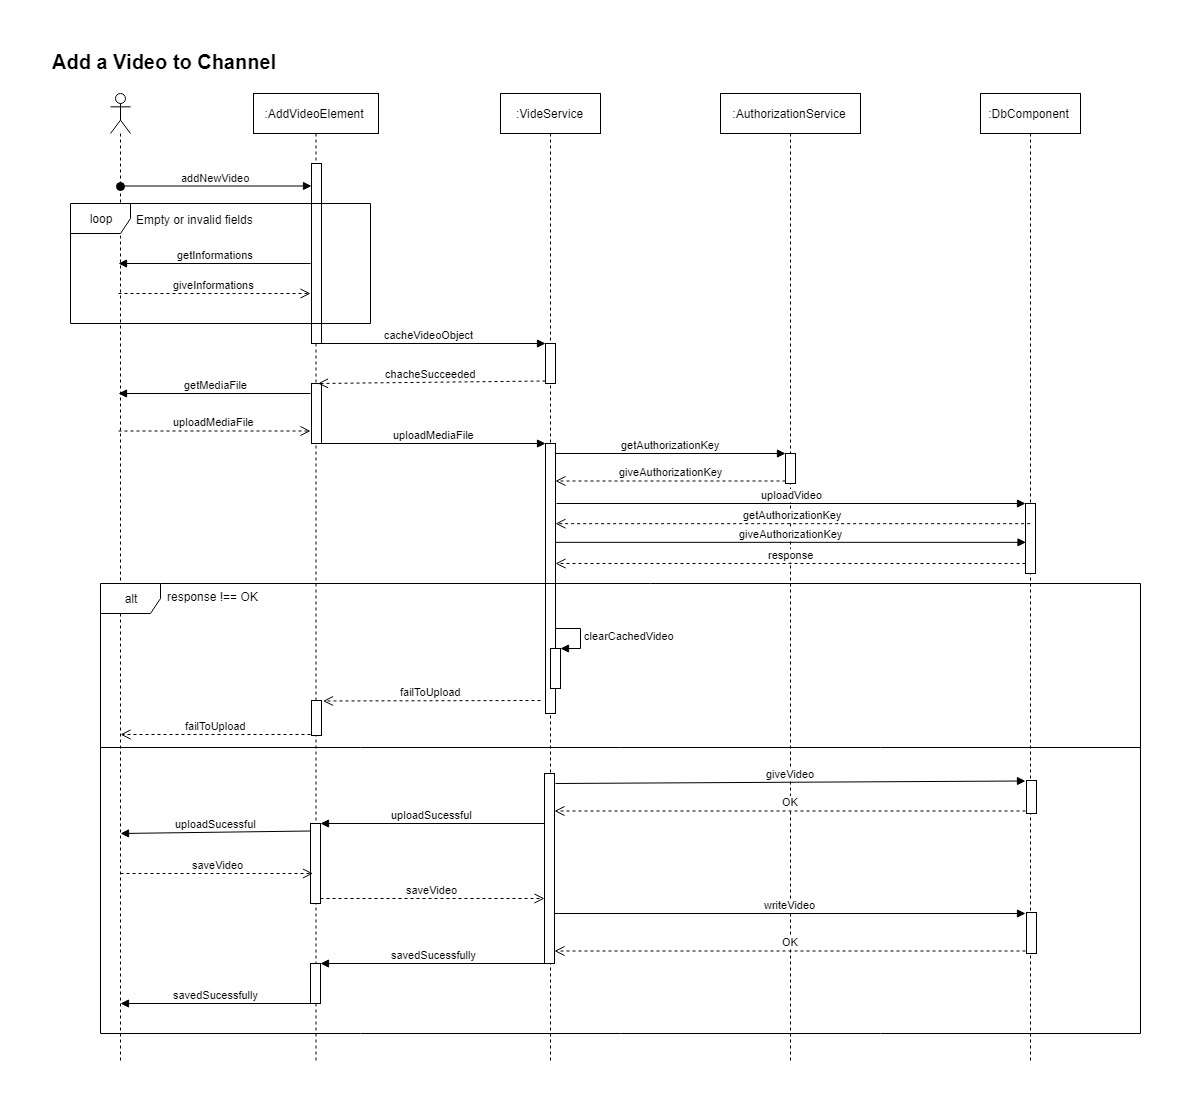 Add a Video to Channel
:AddVideoElement
:VideService
:AuthorizationService
:DbComponent
addNewVideo
loop
Empty or invalid fields
getInformations
giveInformations
cacheVideoObject
chacheSucceeded
getMediaFile
uploadMediaFile
uploadMediaFile
getAuthorizationKey
giveAuthorizationKey
uploadVideo
getAuthorizationKey
giveAuthorizationKey
response
alt
response !== OK
clearCachedVideo
failToUpload
failToUpload
giveVideo
OK
uploadSucessful
uploadSucessful
saveVideo
saveVideo
writeVideo
OK
savedSucessfully
savedSucessfully